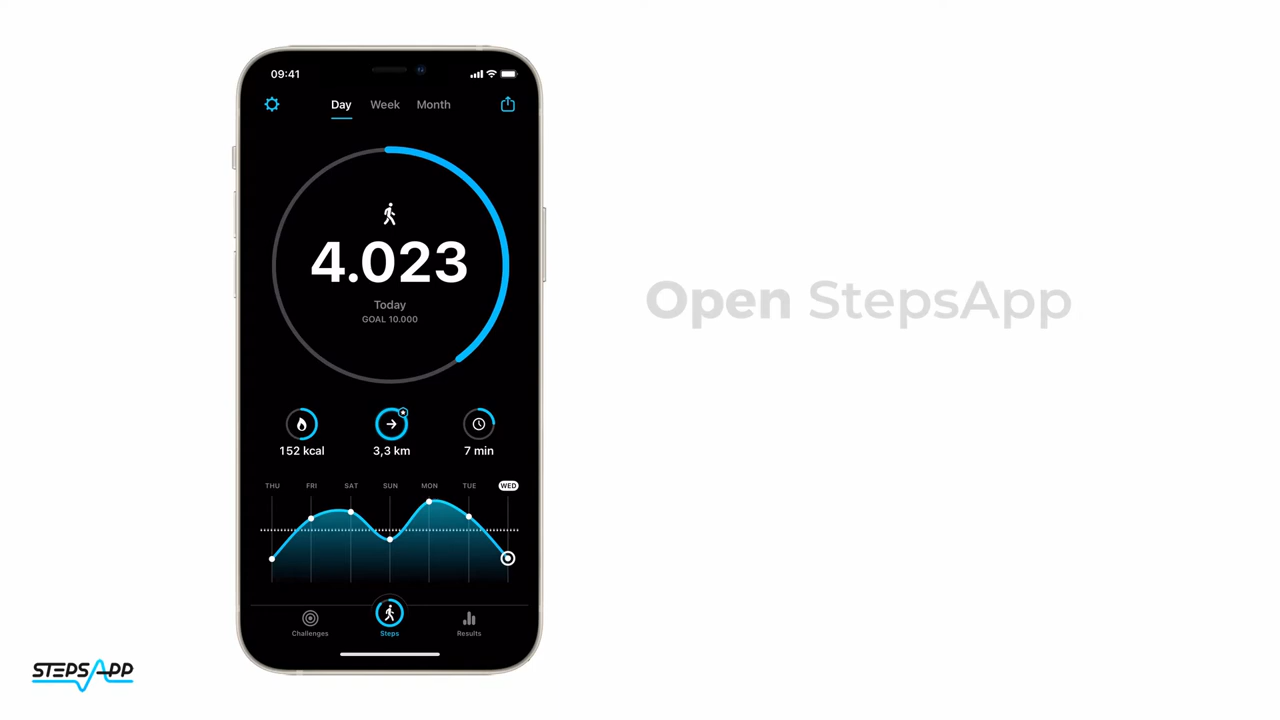 09:41
Day Week Month
4.023
Today
GOAL 10.000
152 kcal 3,3 km 7 min
THU FRI SAT SUN MON TUE WED
Challenges Steps Results
Open StepsApp
STEPSAPP